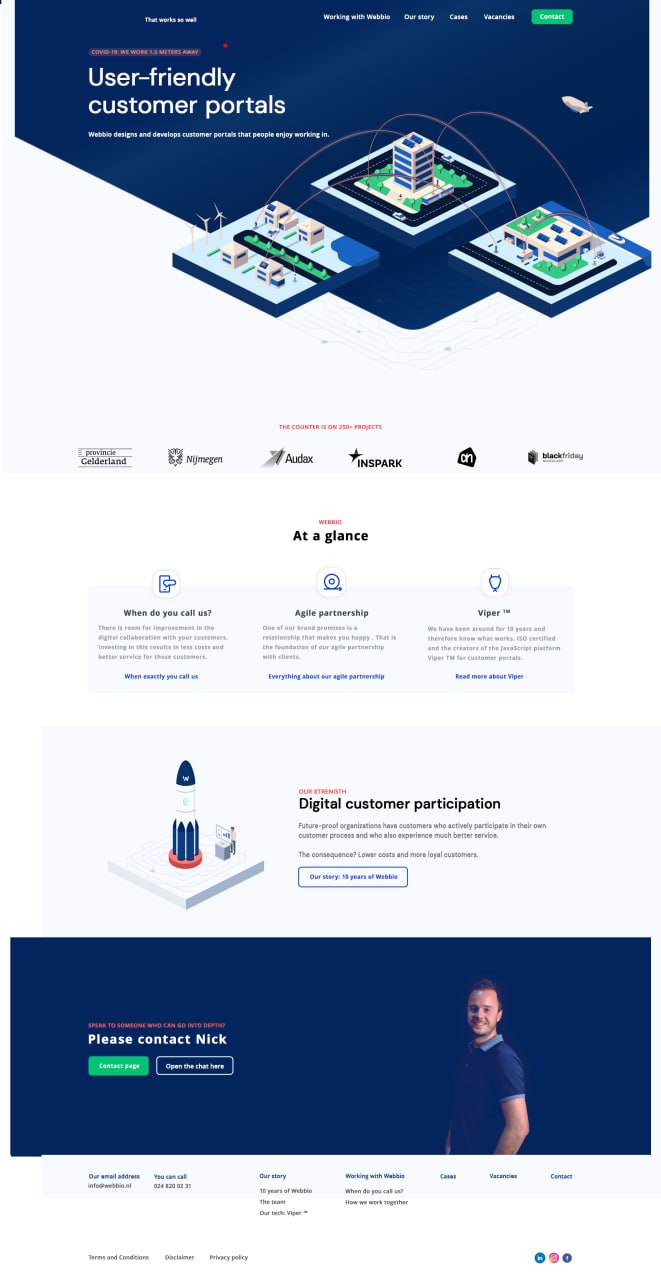 That works so well
Working with Webbio
Our story
Cases
Vacancies
Contact
COVID-19: WE WORK 1.5 METERS AWAY
User-friendly
customer portals
Webbio designs and develops customer portals that people enjoy working in.
THE COUNTER IS ON 250+ PROJECTS
provincie
Gelderland
Nijmegen
Audax
INSPARK
ah
blackfriday
WEBBIO
At a glance
When do you call us?
There is room for improvement in the
digital collaboration with your customers.
Investing in this results in less costs and
better service for those customers.
When exactly you call us
Agile partnership
One of our brand promises is a
relationship that makes you happy . That is
the foundation of our agile partnership
with clients.
Everything about our agile partnership
Viper ™
We have been around for 10 years and
therefore know what works. ISO certified
and the creators of the JavaScript platform
Viper TM for customer portals.
Read more about Viper
W
OUR STRENGTH
Digital customer participation
Future-proof organizations have customers who actively participate in their own
customer process and who also experience much better service.
The consequence? Lower costs and more loyal customers.
Our story: 10 years of Webbio
SPEAK TO SOMEONE WHO CAN GO INTO DEPTH?
Please contact Nick
Contact page
Open the chat here
Our email address
info@webbio.nl
You can call
024 820 02 31
Our story
10 years of Webbio
The team
Our tech: Viper ™
Working with Webbio
When do you call us?
How we work together
Cases
Vacancies
Contact
Terms and Conditions
Disclaimer
Privacy policy
in
f